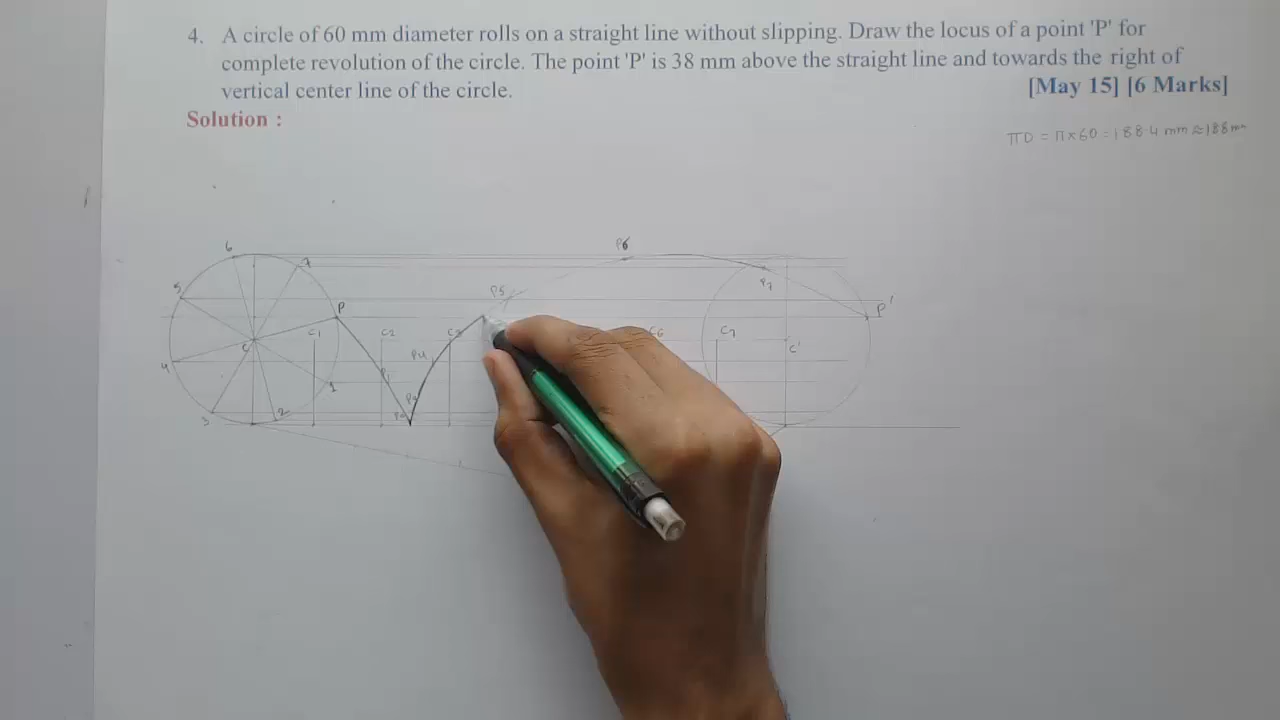 4. A circle of 60 mm diameter rolls on a straight line without slipping. Draw the locus of a point 'P' for
complete revolution of the circle. The point 'P' is 38 mm above the straight line and towards the right of
vertical center line of the circle. [May 15] [6 Marks]
Solution :
πD = π×60 = 188.4 mm ≈ 188 mm
6
7
P6
5
P5
P7
P
P'
C1
C2
C3
C6
C7
C
C'
P4
4
P1
1
P3
3
2
P2